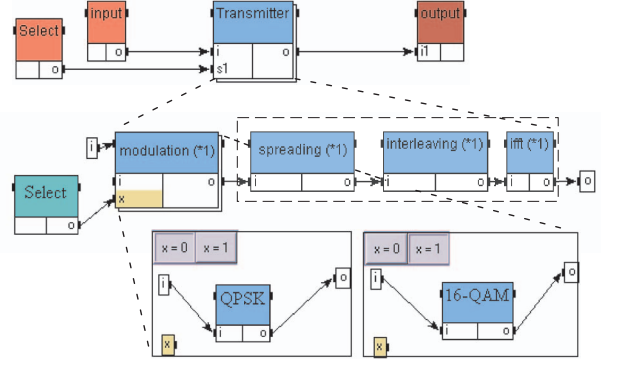 Select
input
Transmitter
output
o
o
i
o
i1
s1
i
modulation (*1)
spreading (*1)
interleaving (*1)
ifft (*1)
i
o
i
o
i
o
i
o
o
x
Select
o
x = 0
x = 1
i
o
QPSK
i
o
x
x = 0
x = 1
i
o
16-QAM
i
o
x